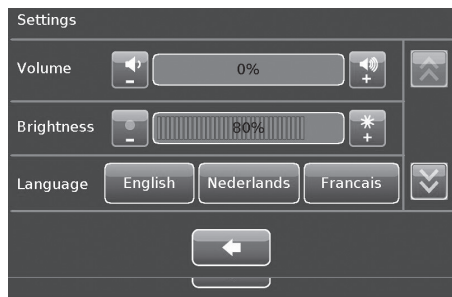 Settings
Volume − 0% +
Brightness − 80% +
Language English Nederlands Francais